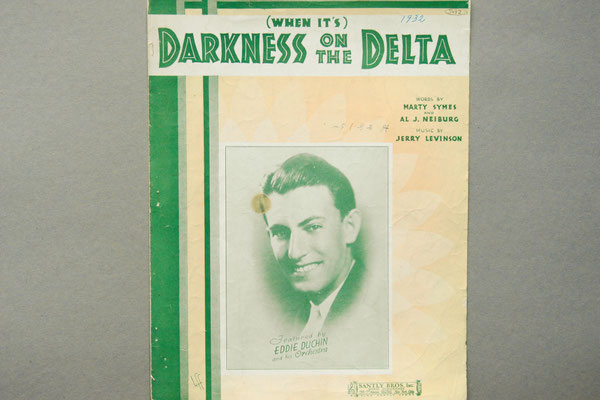 (WHEN IT'S)
DARKNESS ON THE DELTA
1932
WORDS BY
MARTY SYMES
AND
AL J. NEIBURG
MUSIC BY
JERRY LEVINSON
Featured by
EDDIE DUCHIN
and his Orchestra
SANTLY BROS. Inc.